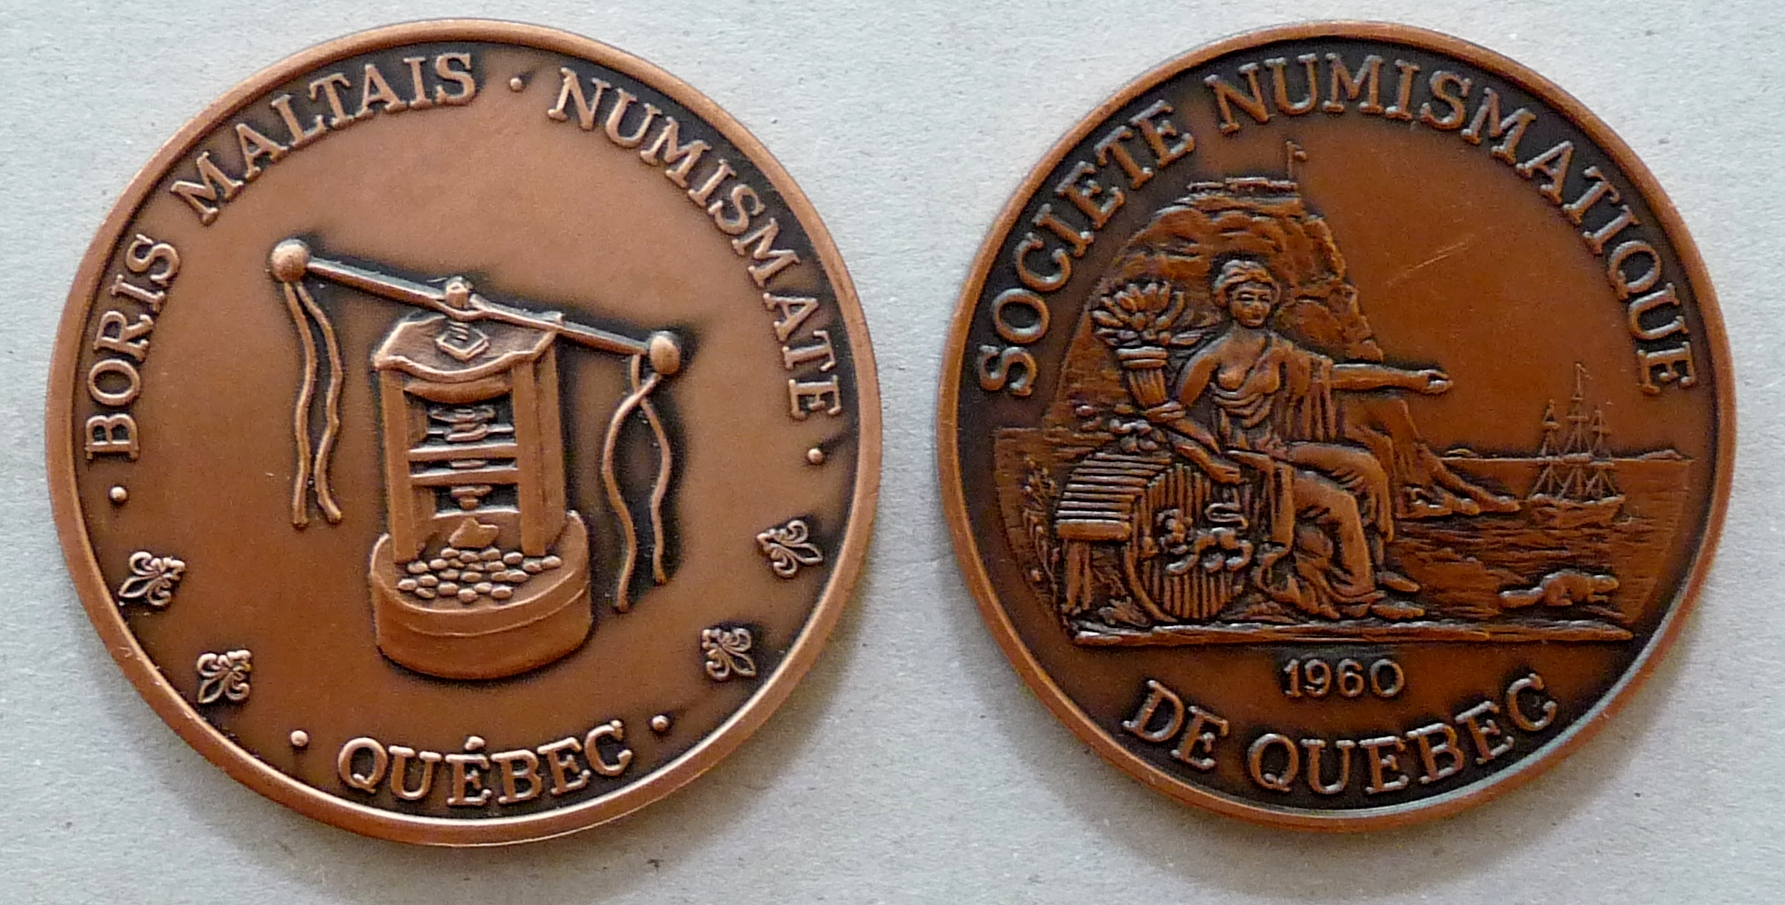 BORIS MALTAIS · NUMISMATE ·
· QUÉBEC ·
SOCIETE NUMISMATIQUE
1960
DE QUEBEC